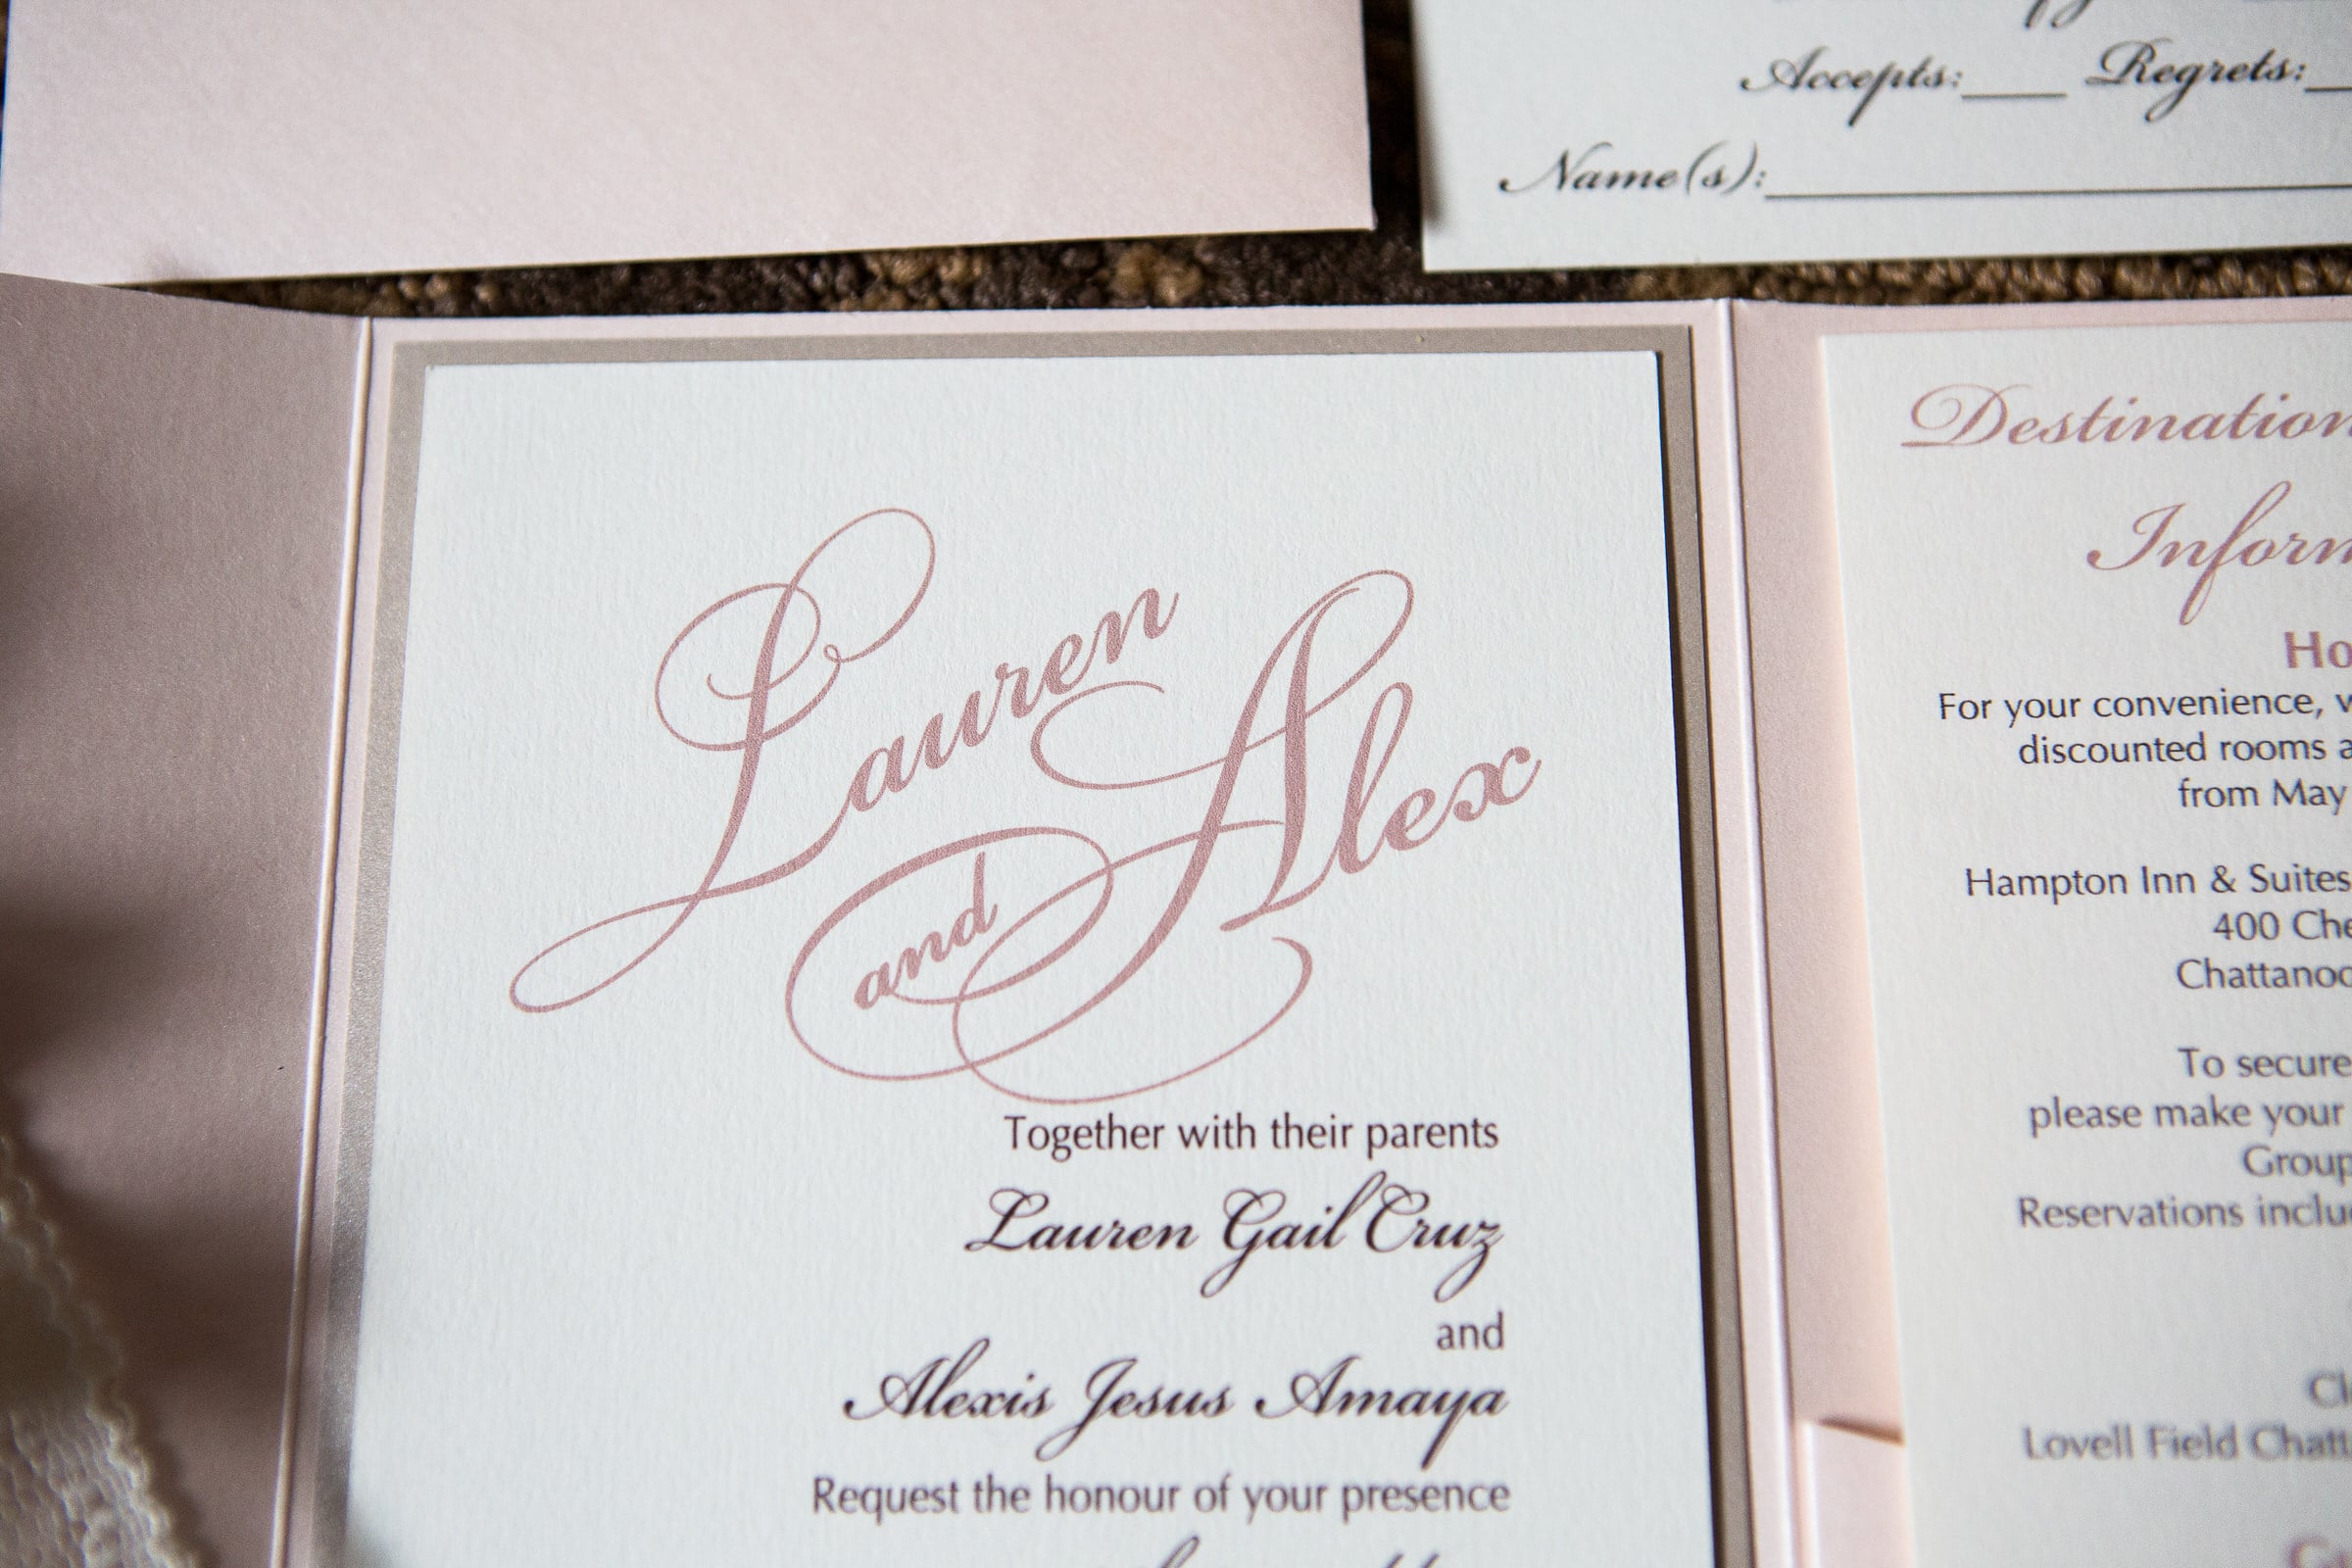 Accepts:____ Regrets:
Name(s):
Lauren
and Alex
Together with their parents
Lauren Gail Cruz
and
Alexis Jesus Amaya
Request the honour of your presence
Destination
Inform
Ho
For your convenience, w
discounted rooms a
from May
Hampton Inn & Suites
400 Che
Chattanoo
To secure
please make your
Group
Reservations inclu
Cl
Lovell Field Chatt